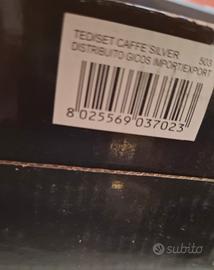 TEDISET CAFFE'SILVER 503
DISTRIBUITO GICOS IMPORT/EXPORT
8 025569 037023
subito